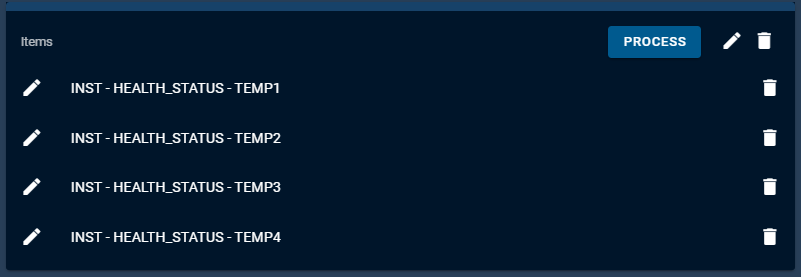 Items PROCESS
INST - HEALTH_STATUS - TEMP1
INST - HEALTH_STATUS - TEMP2
INST - HEALTH_STATUS - TEMP3
INST - HEALTH_STATUS - TEMP4